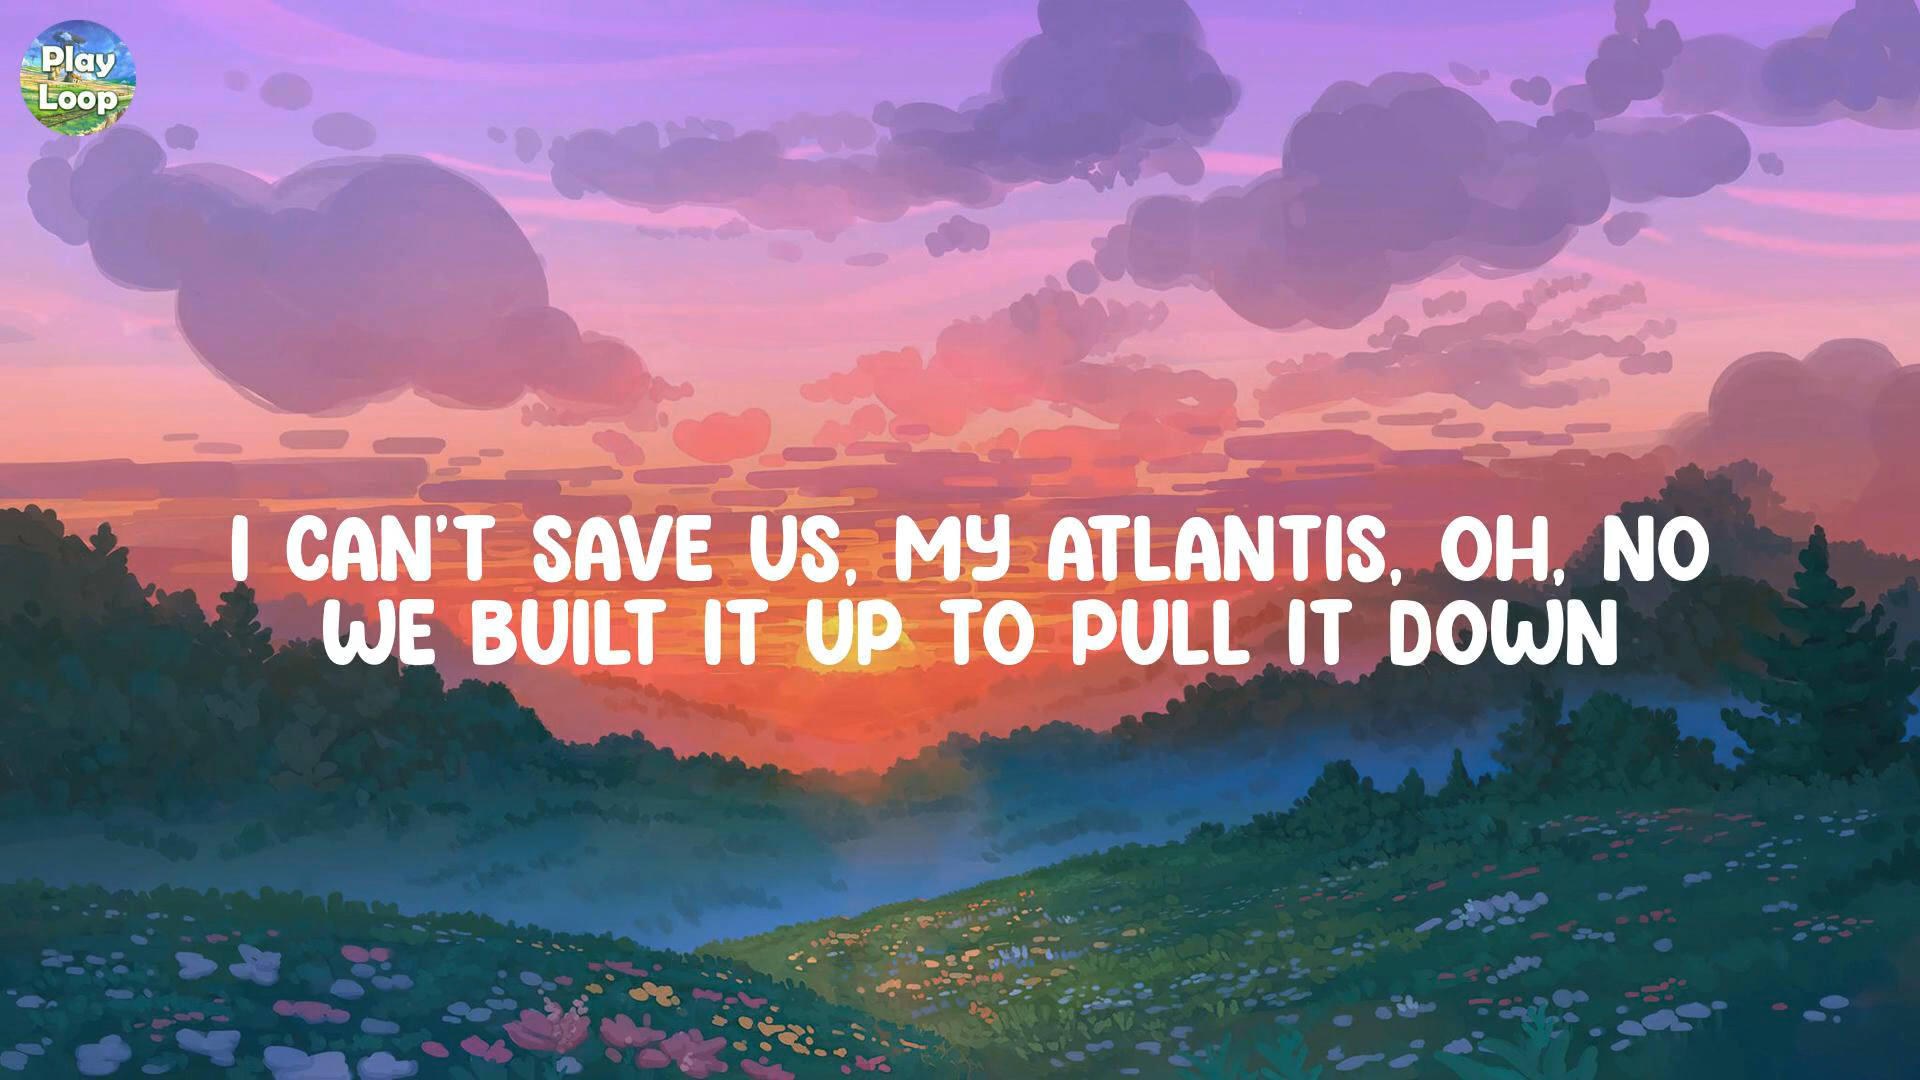 Play
Loop
I CAN'T SAVE US, MY ATLANTIS, OH, NO
WE BUILT IT UP TO PULL IT DOWN